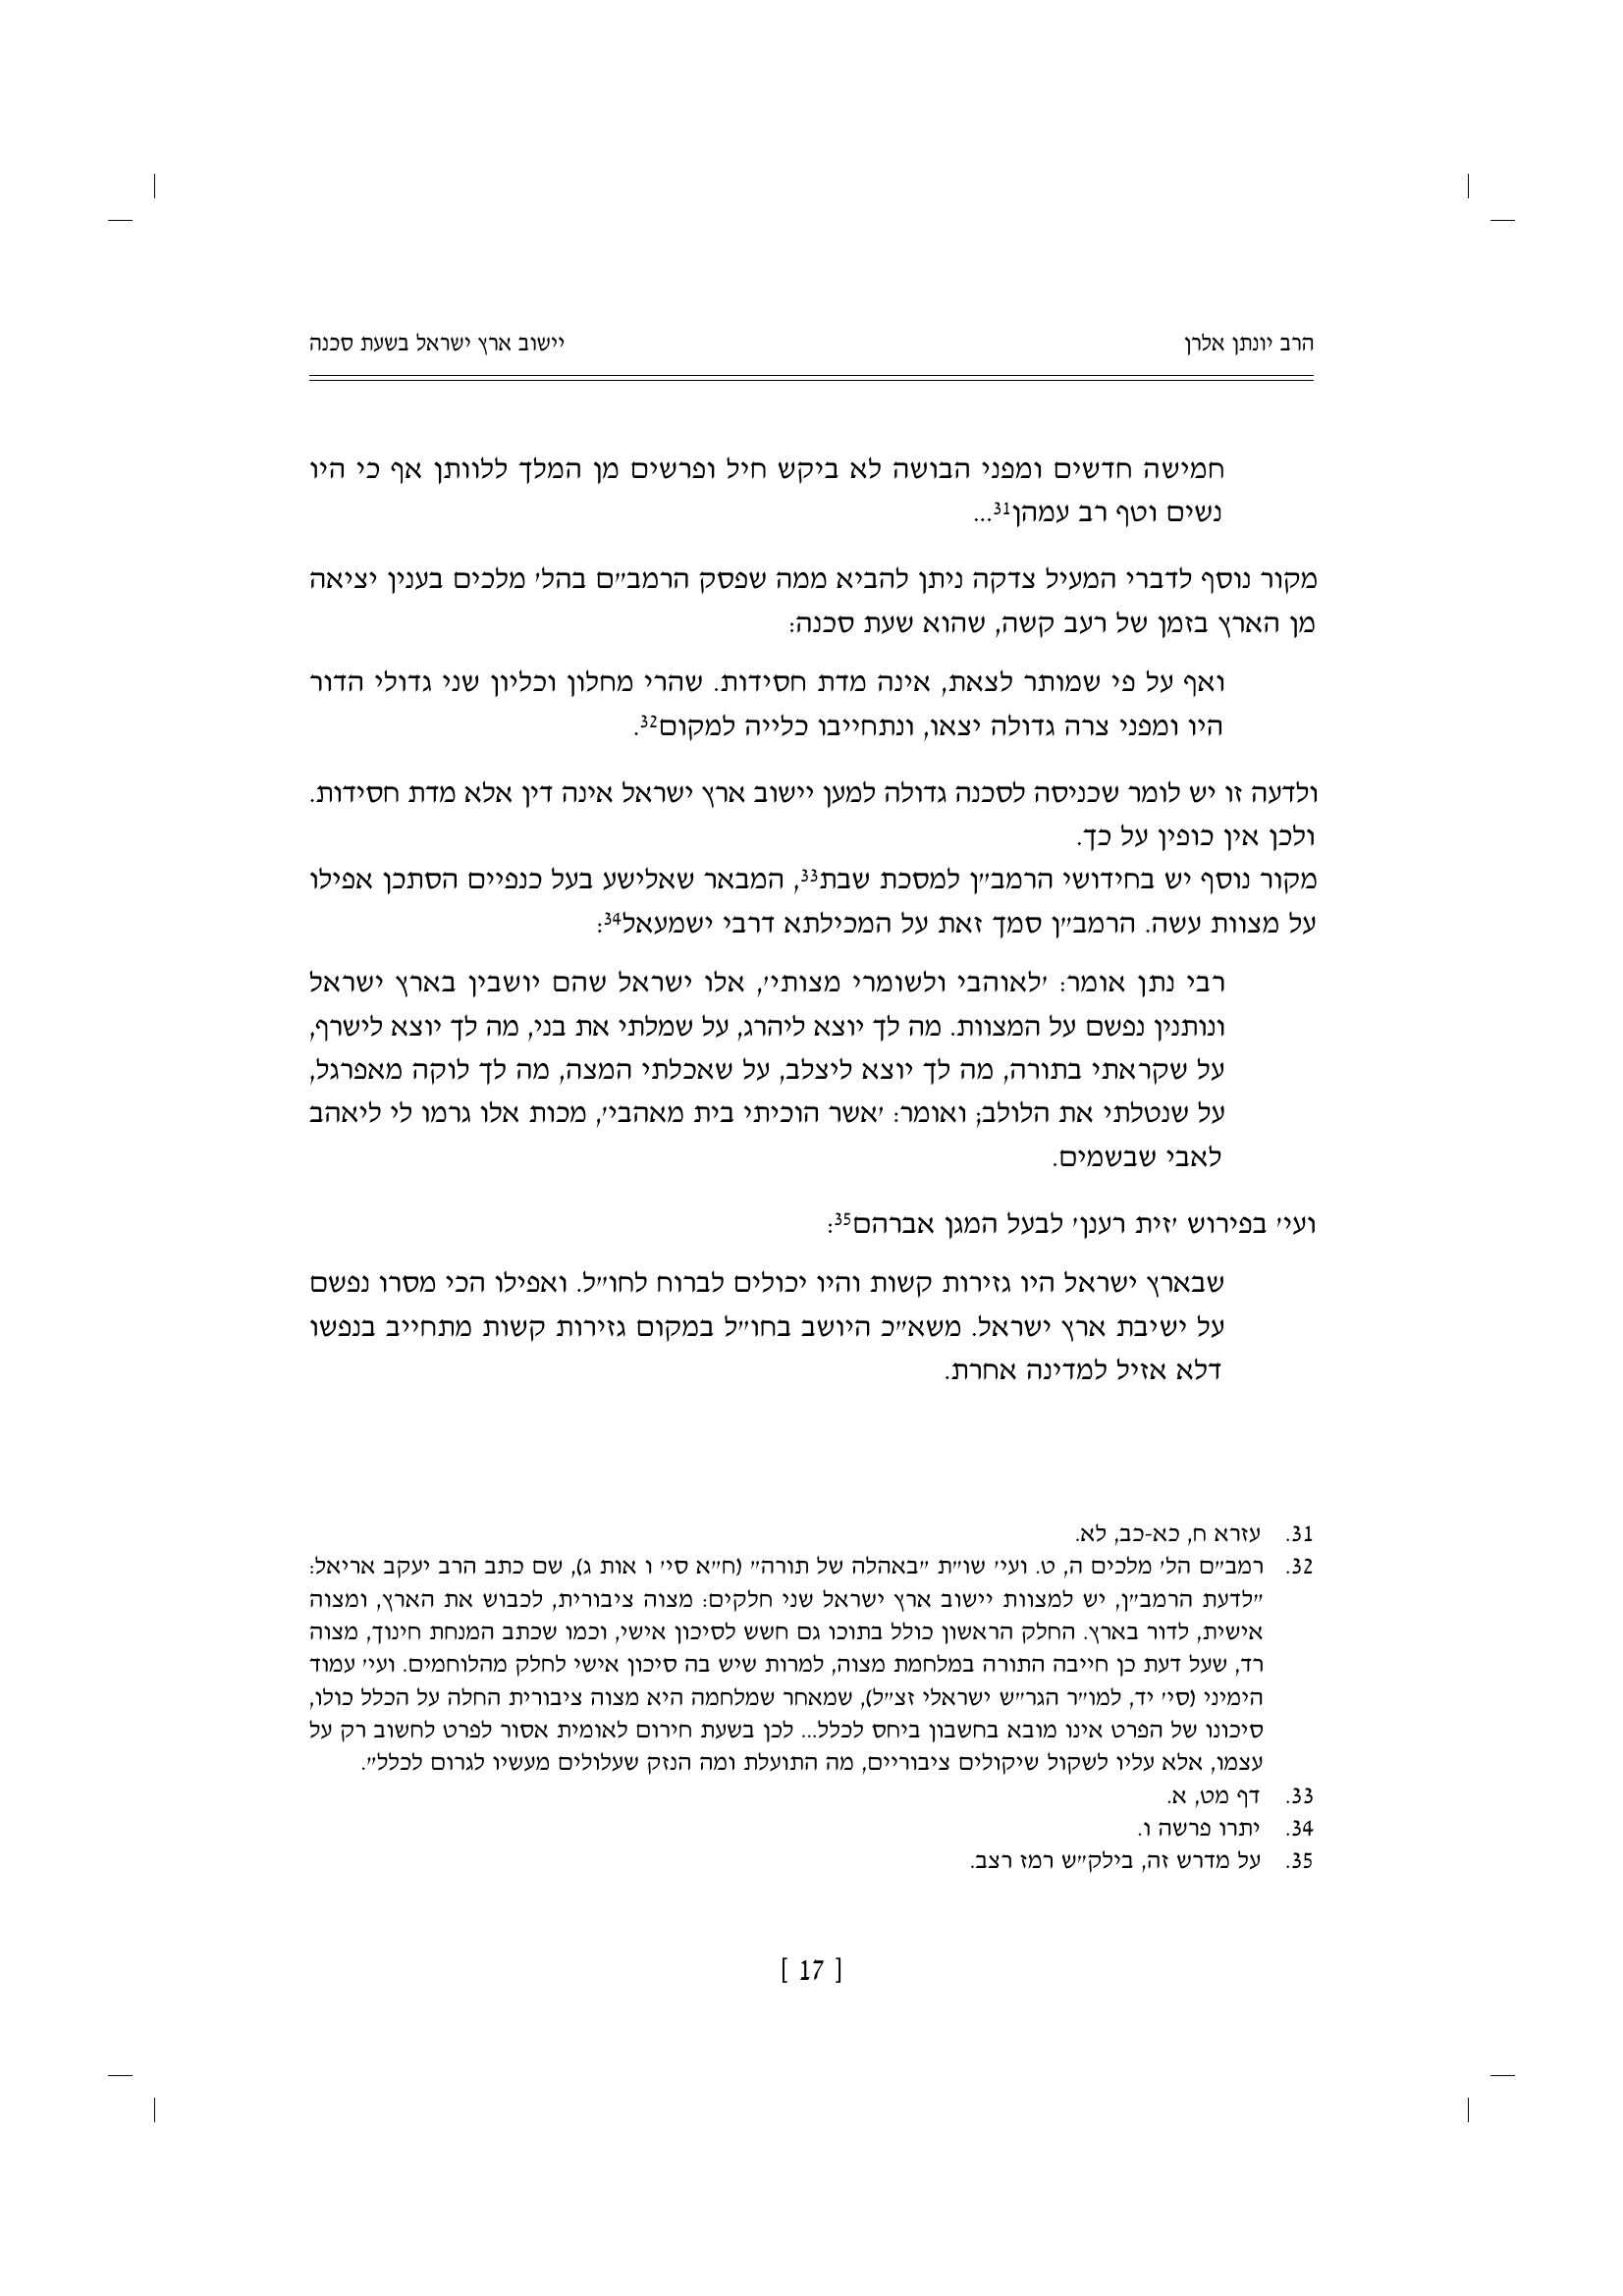 הרב יונתן אלרן
יישוב ארץ ישראל בשעת סכנה
חמישה חדשים ומפני הבושה לא ביקש חיל ופרשים מן המלך ללוותן אף כי היו
נשים וטף רב עמהן31...
מקור נוסף לדברי המעיל צדקה ניתן להביא ממה שפסק הרמב״ם בהל׳ מלכים בענין יציאה
מן הארץ בזמן של רעב קשה, שהוא שעת סכנה:
ואף על פי שמותר לצאת, אינה מדת חסידות. שהרי מחלון וכליון שני גדולי הדור
היו ומפני צרה גדולה יצאו, ונתחייבו כלייה למקום32.
ולדעה זו יש לומר שכניסה לסכנה גדולה למען יישוב ארץ ישראל אינה דין אלא מדת חסידות.
ולכן אין כופין על כך.
מקור נוסף יש בחידושי הרמב״ן למסכת שבת33, המבאר שאלישע בעל כנפיים הסתכן אפילו
על מצוות עשה. הרמב״ן סמך זאת על המכילתא דרבי ישמעאל34:
רבי נתן אומר: ׳לאוהבי ולשומרי מצותי׳, אלו ישראל שהם יושבין בארץ ישראל
ונותנין נפשם על המצוות. מה לך יוצא ליהרג, על שמלתי את בני, מה לך יוצא לישרף,
על שקראתי בתורה, מה לך יוצא ליצלב, על שאכלתי המצה, מה לך לוקה מאפרגל,
על שנטלתי את הלולב; ואומר: ׳אשר הוכיתי בית מאהבי׳, מכות אלו גרמו לי ליאהב
לאבי שבשמים.
ועי׳ בפירוש ׳זית רענן׳ לבעל המגן אברהם35:
שבארץ ישראל היו גזירות קשות והיו יכולים לברוח לחו״ל. ואפילו הכי מסרו נפשם
על ישיבת ארץ ישראל. משא״כ היושב בחו״ל במקום גזירות קשות מתחייב בנפשו
דלא אזיל למדינה אחרת.
31. עזרא ח, כא-כב, לא.
32. רמב״ם הל׳ מלכים ה, ט. ועי׳ שו״ת ״באהלה של תורה״ (ח״א סי׳ ו אות ג), שם כתב הרב יעקב אריאל:
״לדעת הרמב״ן, יש למצוות יישוב ארץ ישראל שני חלקים: מצוה ציבורית, לכבוש את הארץ, ומצוה
אישית, לדור בארץ. החלק הראשון כולל בתוכו גם חשש לסיכון אישי, וכמו שכתב המנחת חינוך, מצוה
רד, שעל דעת כן חייבה התורה במלחמת מצוה, למרות שיש בה סיכון אישי לחלק מהלוחמים. ועי׳ עמוד
הימיני (סי׳ יד, למו״ר הגר״ש ישראלי זצ״ל), שמאחר שמלחמה היא מצוה ציבורית החלה על הכלל כולו,
סיכונו של הפרט אינו מובא בחשבון ביחס לכלל... לכן בשעת חירום לאומית אסור לפרט לחשוב רק על
עצמו, אלא עליו לשקול שיקולים ציבוריים, מה התועלת ומה הנזק שעלולים מעשיו לגרום לכלל״.
33. דף מט, א.
34. יתרו פרשה ו.
35. על מדרש זה, בילק״ש רמז רצב.
[ 17 ]